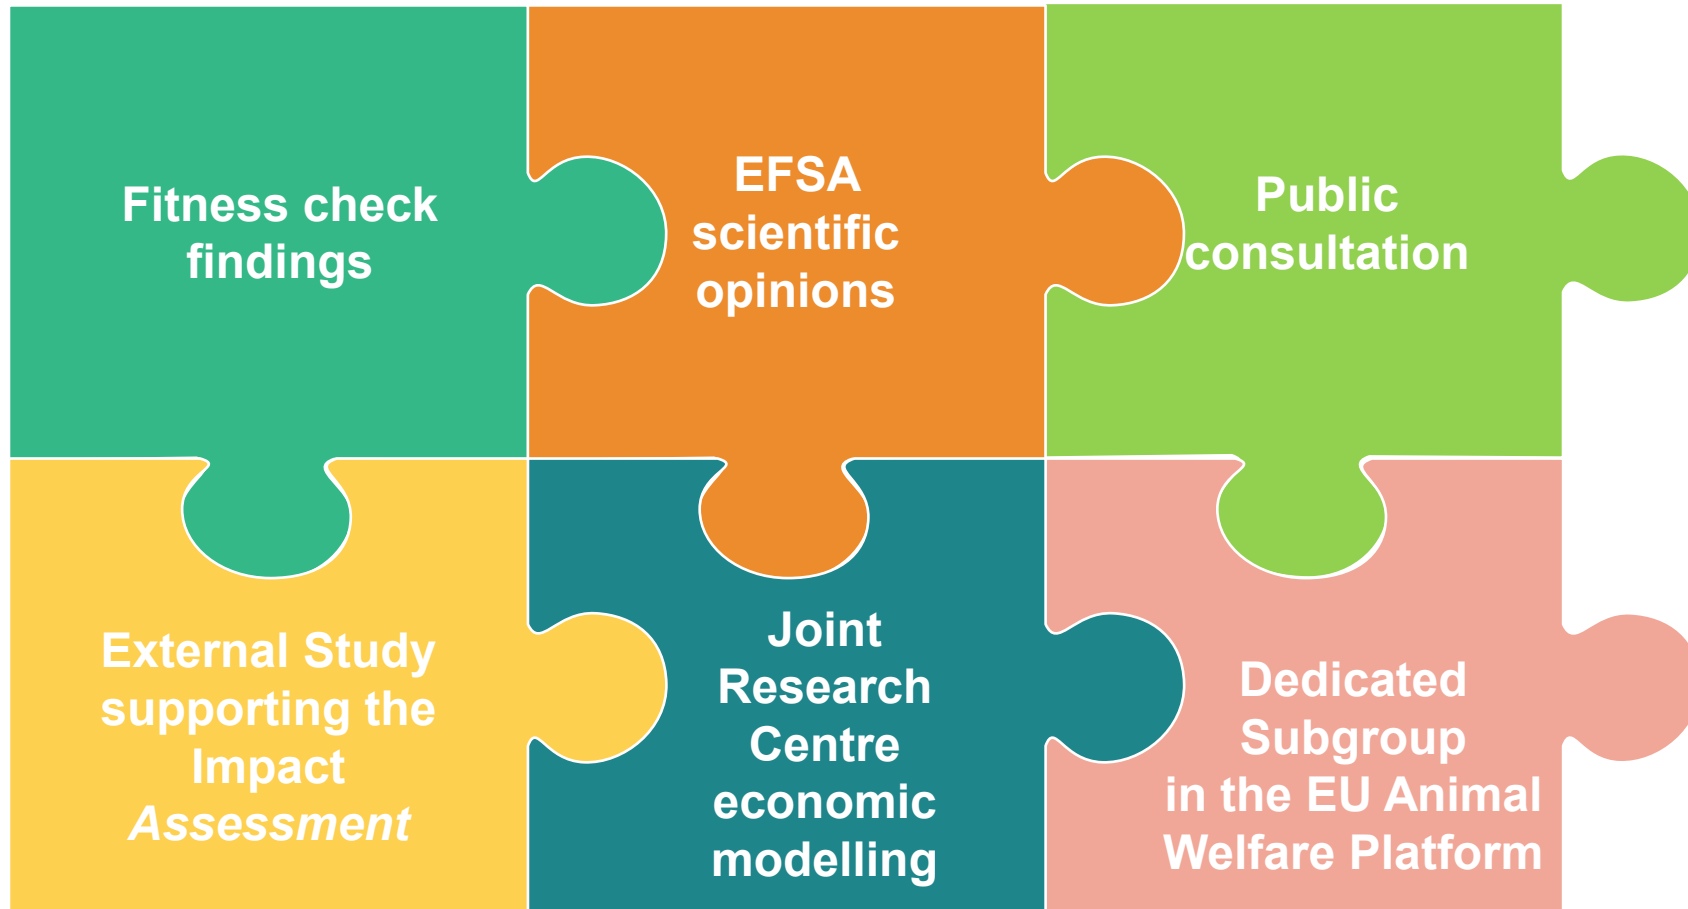 Fitness check
findings
EFSA
scientific
opinions
Public
consultation
External Study
supporting the
Impact
Assessment
Joint
Research
Centre
economic
modelling
Dedicated
Subgroup
in the EU Animal
Welfare Platform